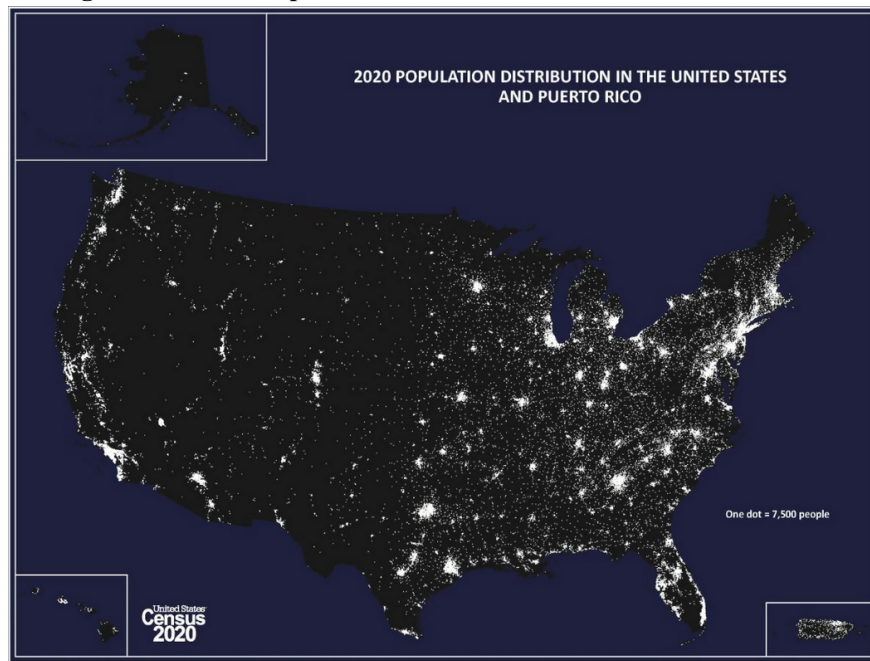 2020 POPULATION DISTRIBUTION IN THE UNITED STATES
AND PUERTO RICO
One dot = 7,500 people
United States®
Census
2020